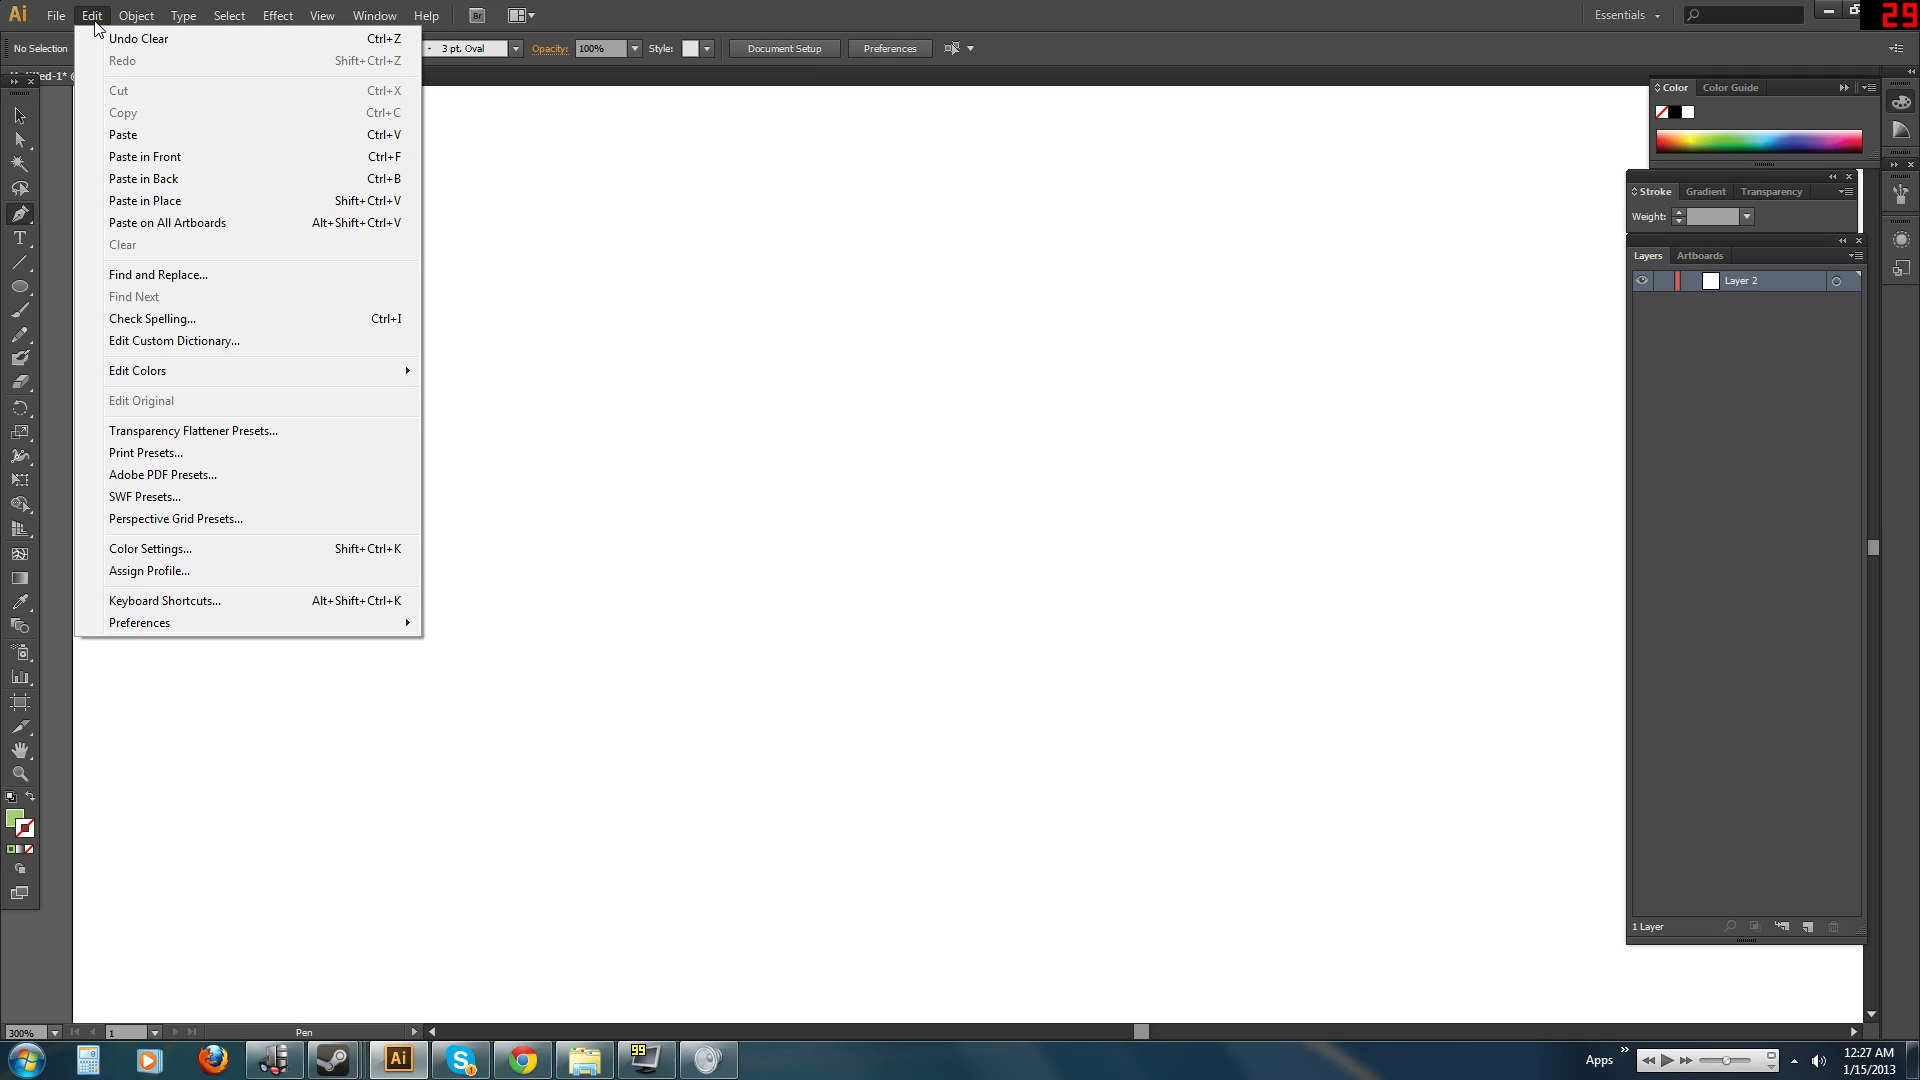 Ai File Edit Object Type Select Effect View Window Help Br Essentials 29
No Selection 3 pt. Oval Opacity: 100% Style: Document Setup Preferences
Undo Clear Ctrl+Z
Redo Shift+Ctrl+Z
Cut Ctrl+X
Copy Ctrl+C
Paste Ctrl+V
Paste in Front Ctrl+F
Paste in Back Ctrl+B
Paste in Place Shift+Ctrl+V
Paste on All Artboards Alt+Shift+Ctrl+V
Clear
Find and Replace...
Find Next
Check Spelling... Ctrl+I
Edit Custom Dictionary...
Edit Colors
Edit Original
Transparency Flattener Presets...
Print Presets...
Adobe PDF Presets...
SWF Presets...
Perspective Grid Presets...
Color Settings... Shift+Ctrl+K
Assign Profile...
Keyboard Shortcuts... Alt+Shift+Ctrl+K
Preferences
Color Color Guide
Stroke Gradient Transparency
Weight:
Layers Artboards
Layer 2
1 Layer
300% 1 Pen
Ai S 1 99 Apps 12:27 AM
1/15/2013